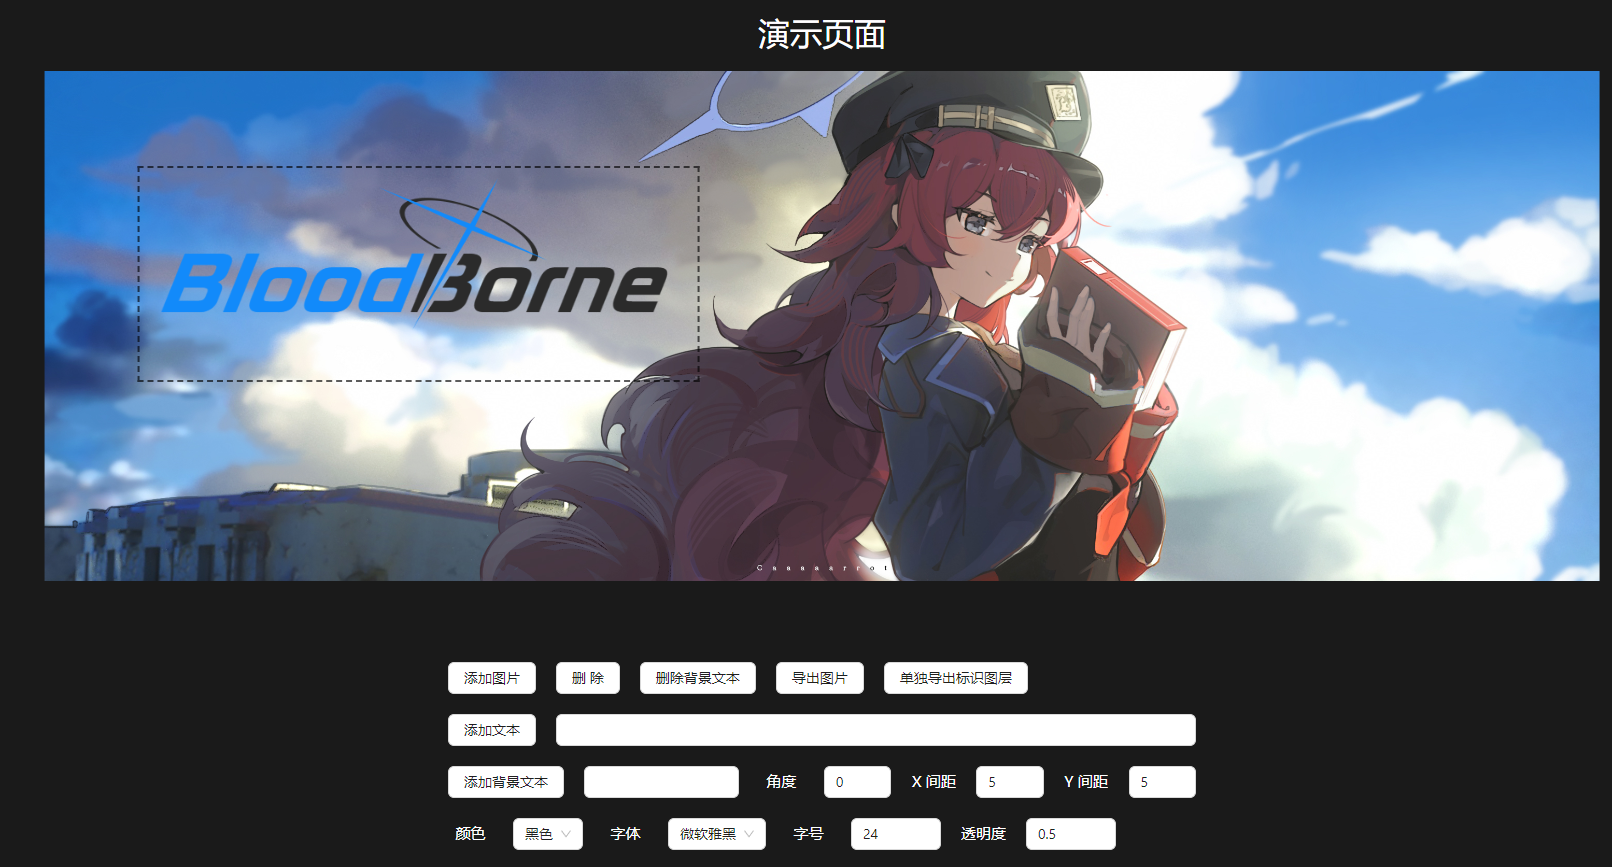 演示页面
BloodBorne
Caaaaarrot
添加图片 删 除 删除背景文本 导出图片 单独导出标识图层
添加文本
添加背景文本 角度 0 X 间距 5 Y 间距 5
颜色 黑色 字体 微软雅黑 字号 24 透明度 0.5